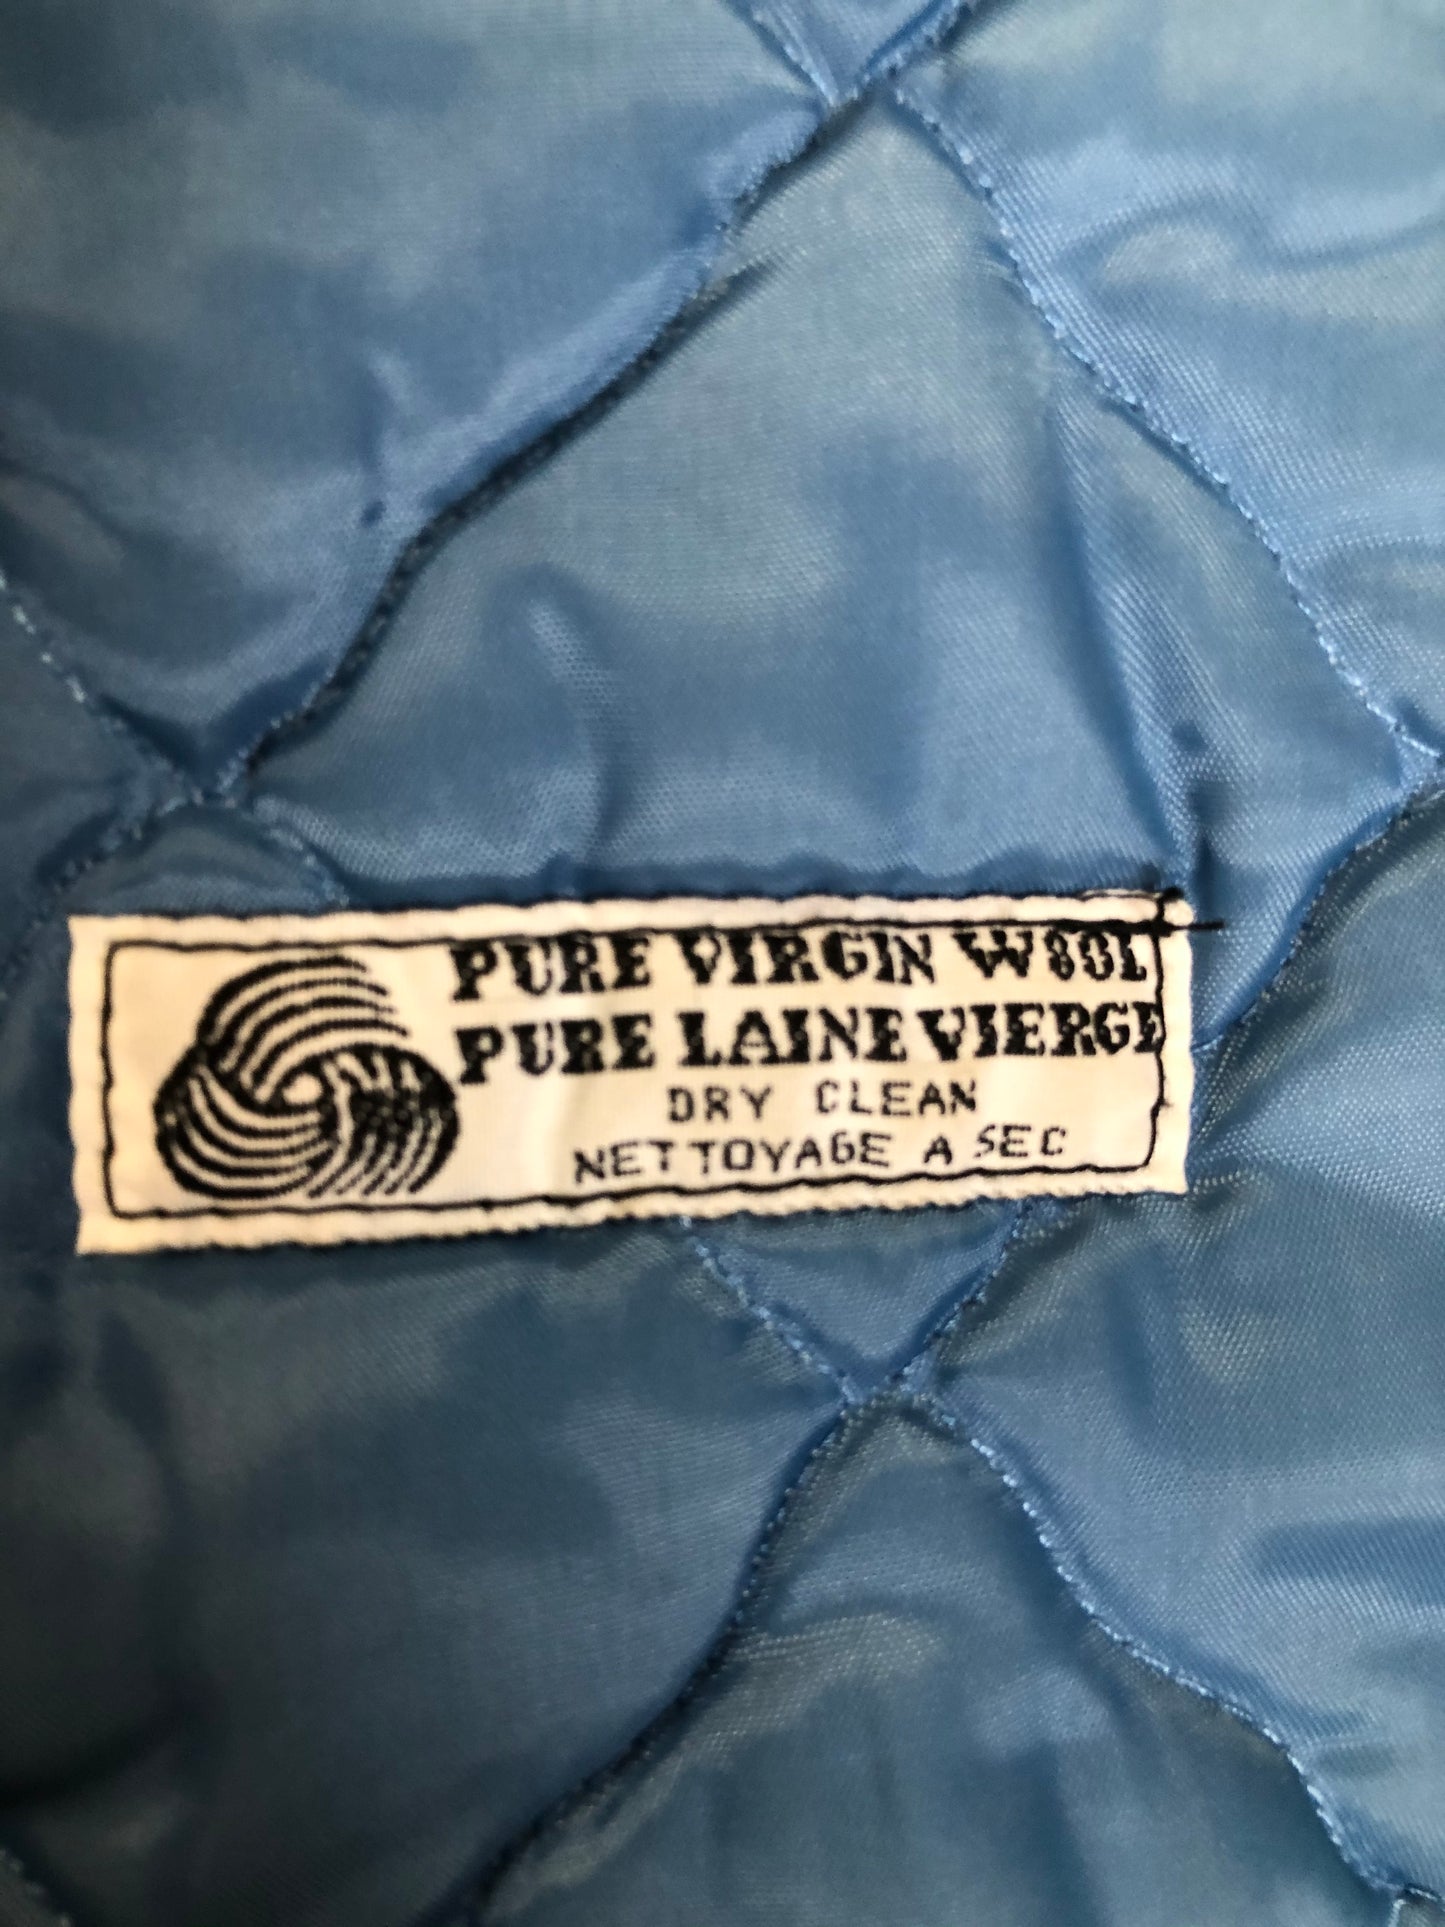 PURE VIRGIN WOOL
PURE LAINE VIERGE
DRY CLEAN
NETTOYAGE A SEC